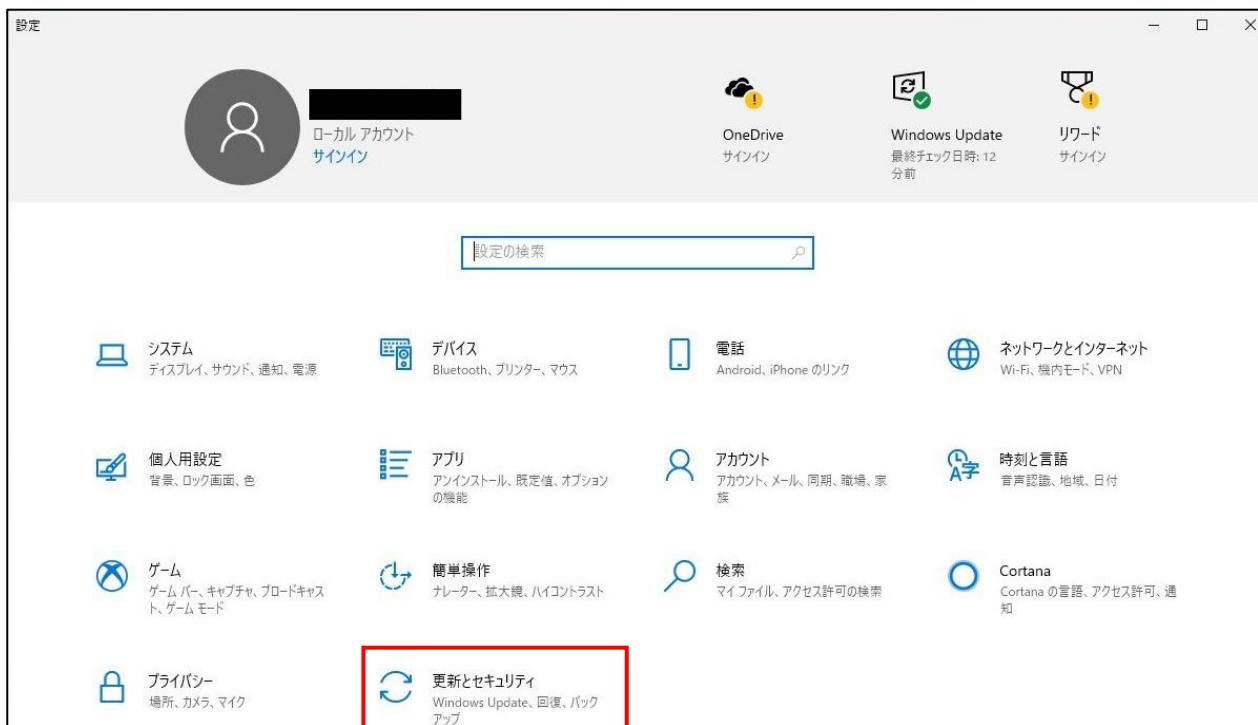 設定
ローカル アカウント
サインイン
OneDrive
サインイン
Windows Update
最終チェック日時: 12
分前
リワード
サインイン
設定の検索
システム
ディスプレイ、サウンド、通知、電源
デバイス
Bluetooth、プリンター、マウス
電話
Android、iPhone のリンク
ネットワークとインターネット
Wi-Fi、機内モード、VPN
個人用設定
背景、ロック画面、色
アプリ
アンインストール、既定値、オプション
の機能
アカウント
アカウント、メール、同期、職場、家
族
時刻と言語
音声認識、地域、日付
ゲーム
ゲーム バー、キャプチャ、ブロードキャス
ト、ゲーム モード
簡単操作
ナレーター、拡大鏡、ハイコントラスト
検索
マイ ファイル、アクセス許可の検索
Cortana
Cortana の言語、アクセス許可、通
知
プライバシー
場所、カメラ、マイク
更新とセキュリティ
Windows Update、回復、バック
アップ